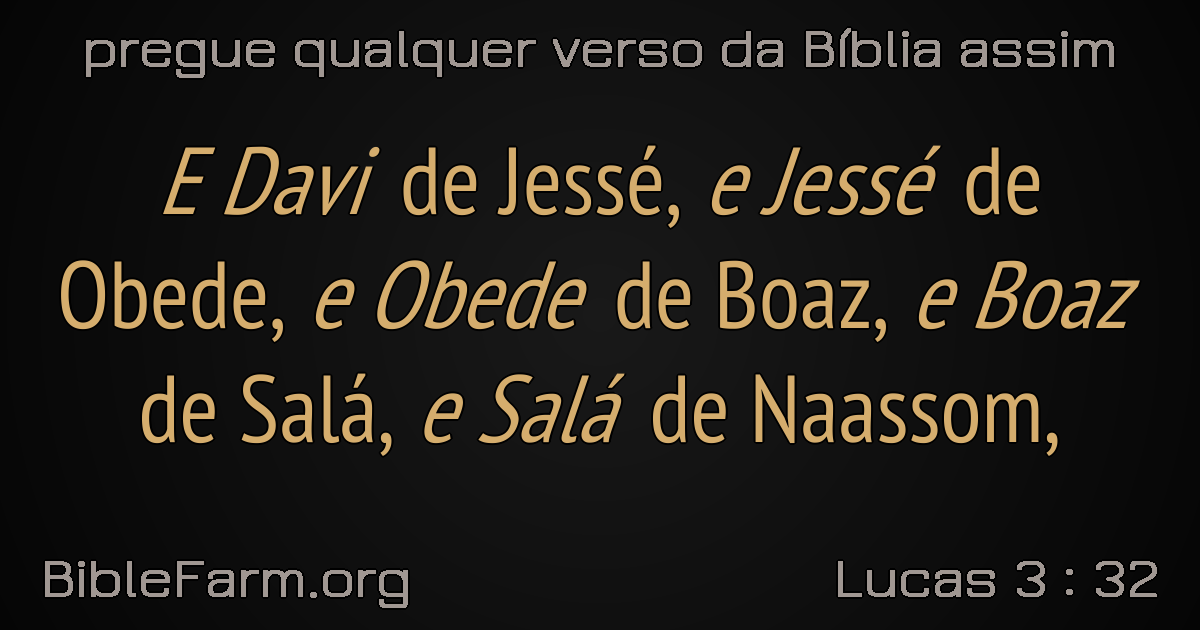 pregue qualquer verso da Bíblia assim
E Davi de Jessé, e Jessé de
Obede, e Obede de Boaz, e Boaz
de Salá, e Salá de Naassom,
BibleFarm.org
Lucas 3 : 32